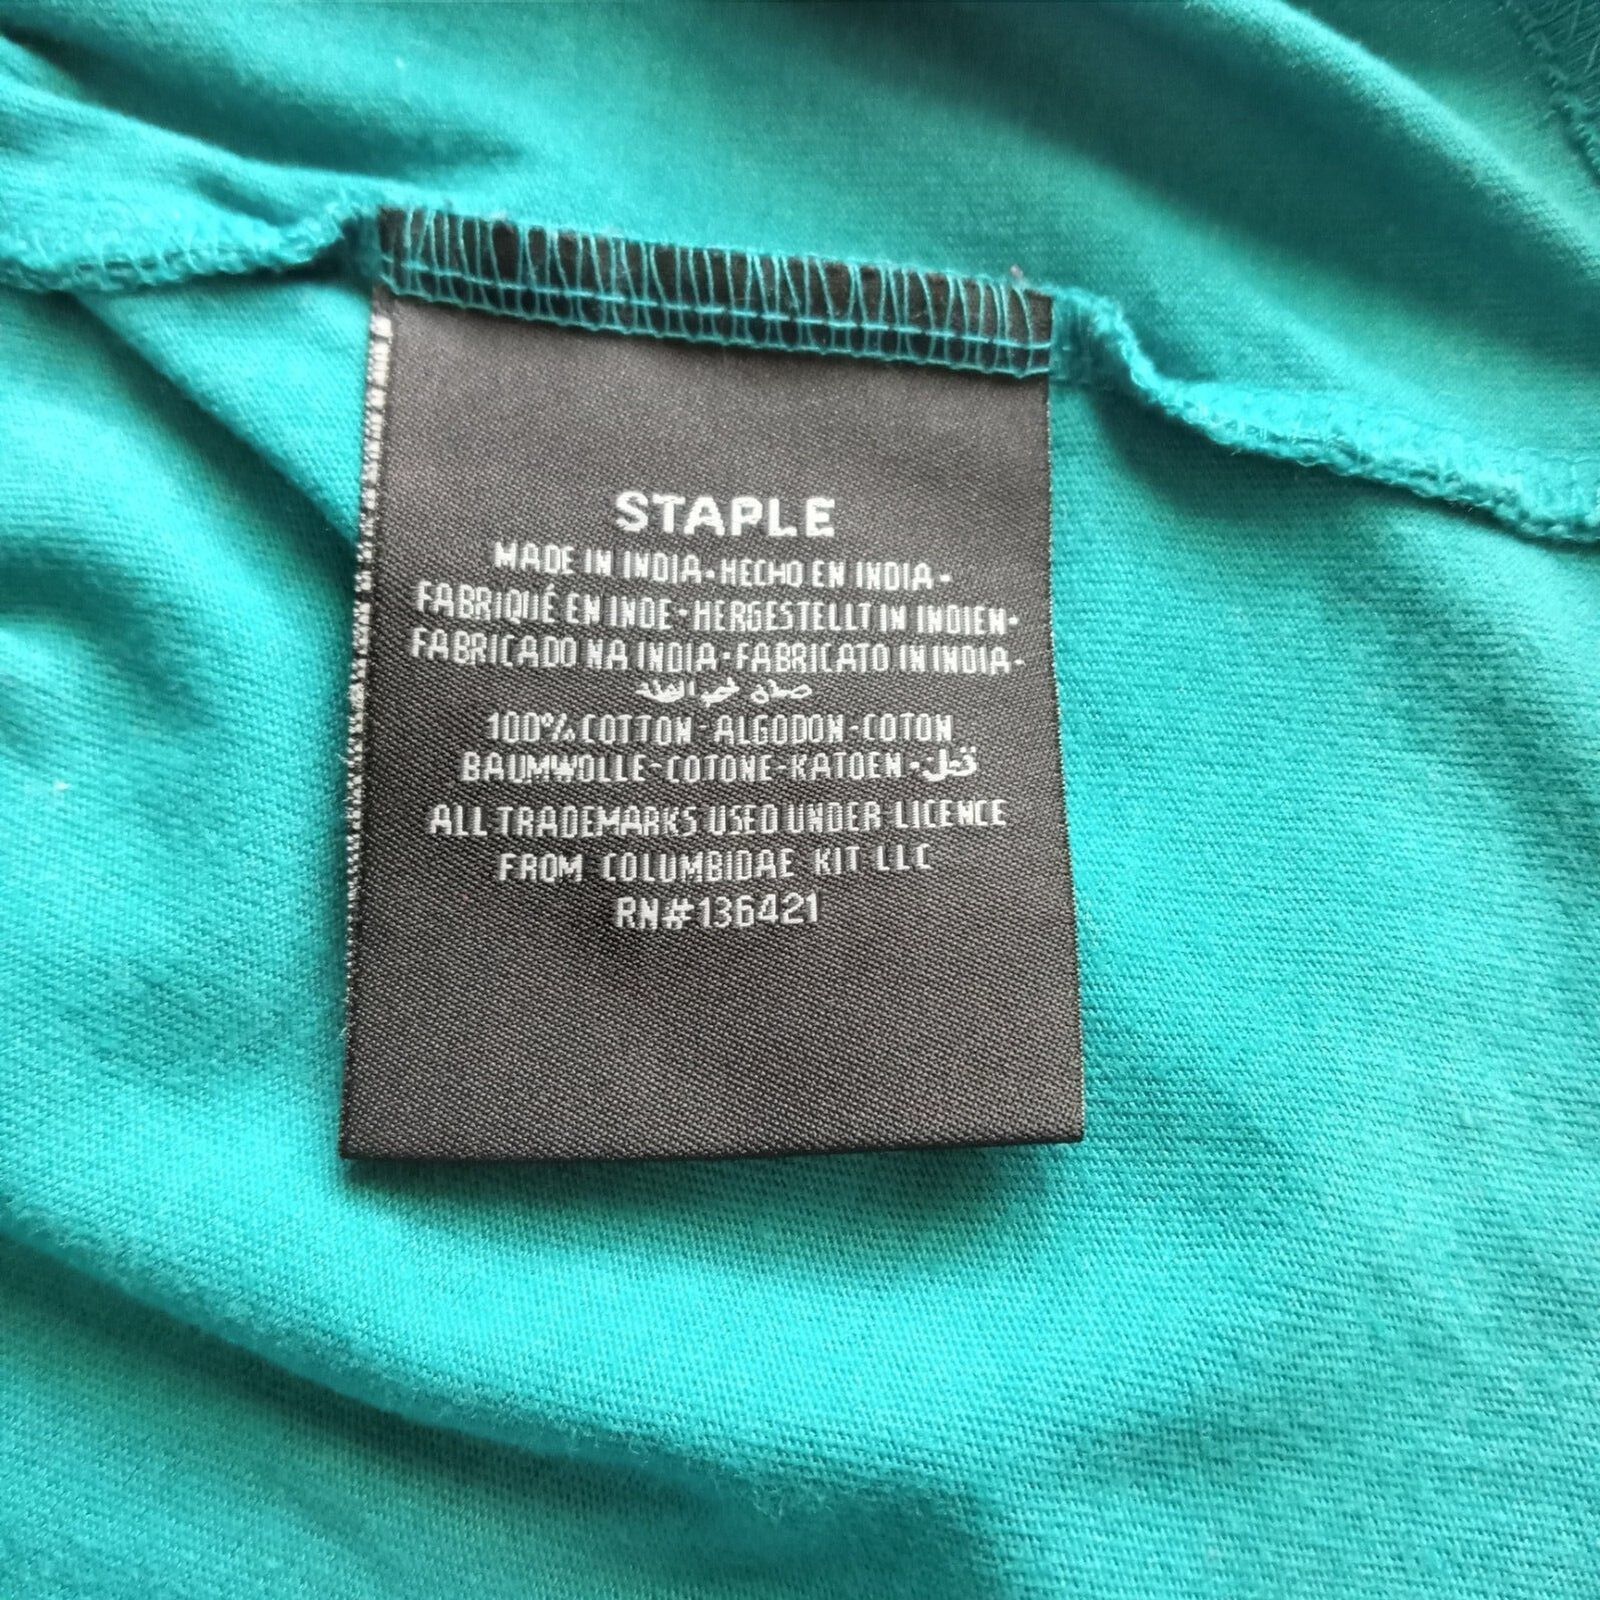 STAPLE
MADE IN INDIA-HECHO EN INDIA-
FABRIQUÉ EN INDE-HERGESTELLT IN INDIEN-
FABRICADO NA INDIA-FABRICATO IN INDIA-
100% COTTON-ALGODON-COTON
BAUMWOLLE-COTONE-KATOEN-
ALL TRADEMARKS USED UNDER LICENCE
FROM COLUMBIDAE KIT LLC
RN#136421